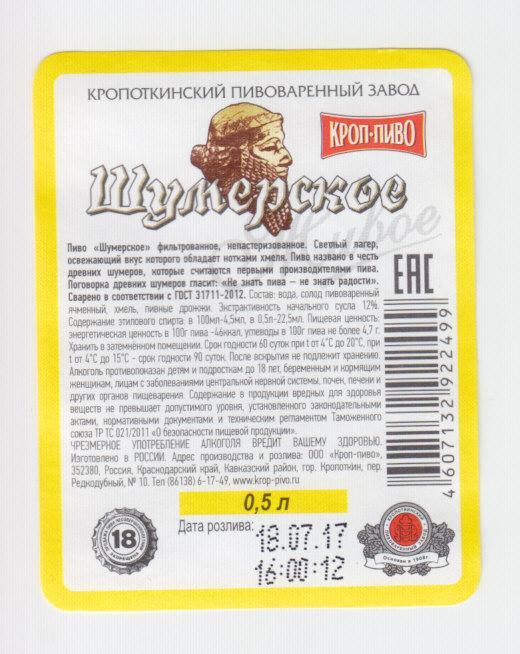 КРОПОТКИНСКИЙ ПИВОВАРЕННЫЙ ЗАВОД
КРОП-ПИВО
Шумерское
Живое
Пиво «Шумерское» фильтрованное, непастеризованное. Светлый лагер,
освежающий вкус которого обладает нотками хмеля. Пиво названо в честь
древних шумеров, которые считаются первыми производителями пива.
Поговорка древних шумеров гласит: «Не знать пива – не знать радости».
Сварено в соответствии с ГОСТ 31711-2012. Состав: вода, солод пивоваренный
ячменный, хмель, пивные дрожжи. Экстрактивность начального сусла 12%.
Содержание этилового спирта: в 100мл-4,5мл, в 0,5л-22,5мл. Пищевая ценность:
энергетическая ценность в 100г пива -46ккал, углеводы в 100г пива не более 4,7 г.
Хранить в затемнённом помещении. Срок годности 60 суток при t от 4°С до 20°С, при
t от 4°С до 15°С - срок годности 90 суток. После вскрытия не подлежит хранению.
Алкоголь противопоказан детям и подросткам до 18 лет, беременным и кормящим
женщинам, лицам с заболеваниями центральной нервной системы, почек, печени и
других органов пищеварения. Содержание в продукции вредных для здоровья
веществ не превышает допустимого уровня, установленного законодательными
актами, нормативными документами и техническим регламентом Таможенного
союза ТР ТС 021/2011 «О безопасности пищевой продукции».
ЧРЕЗМЕРНОЕ УПОТРЕБЛЕНИЕ АЛКОГОЛЯ ВРЕДИТ ВАШЕМУ ЗДОРОВЬЮ.
Изготовлено в РОССИИ. Адрес производства и розлива: ООО «Кроп-пиво»,
352380, Россия, Краснодарский край, Кавказский район, гор. Кропоткин, пер.
Редкодубный, № 10. Тел (86138) 6-17-49, www.krop-pivo.ru
EAC
4607132922499
0,5 л
Дата розлива:
18.07.17
16:00:12
18
КРОПОТКИНСКИЙ
ПИВОВАРЕННЫЙ ЗАВОД
Основан в 1908г.